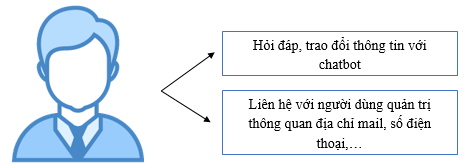 Hỏi đáp, trao đổi thông tin với
chatbot
Liên hệ với người dùng quản trị
thông quan địa chỉ mail, số điện
thoại,…